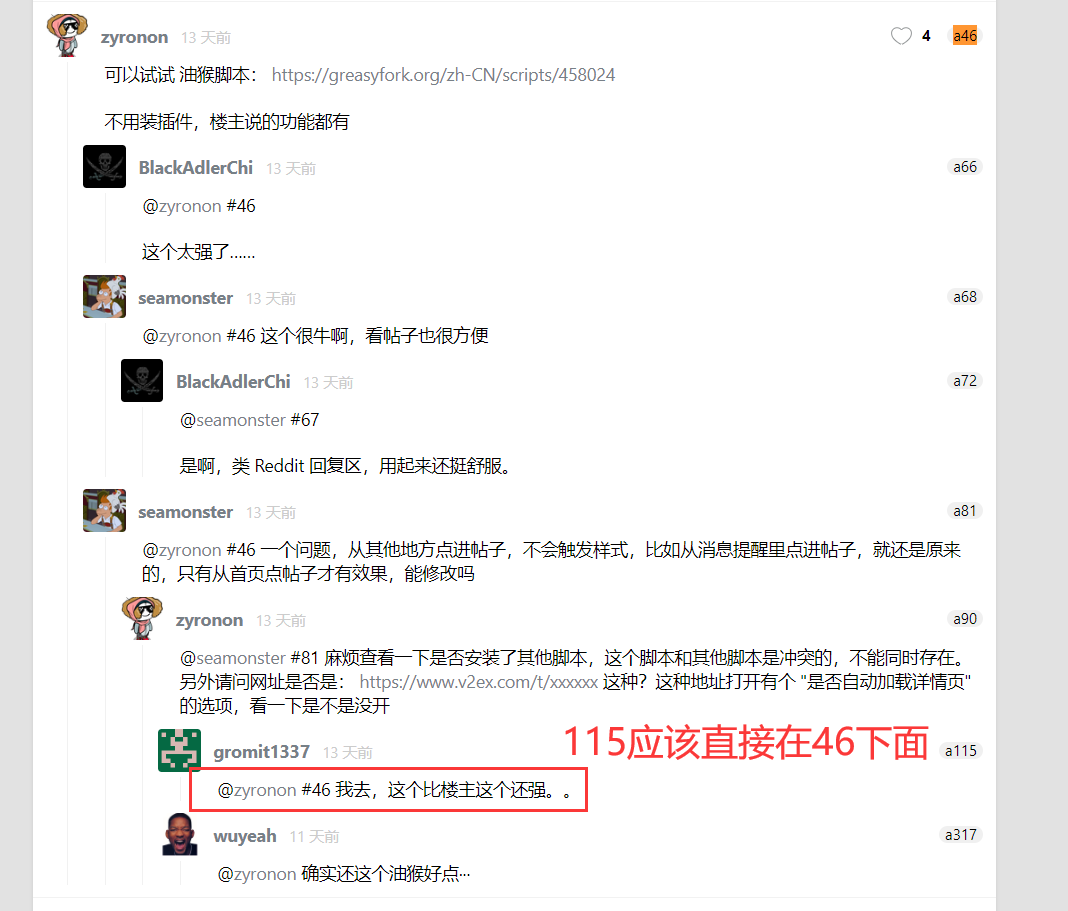 zyronon 13 天前 4 a46
可以试试 油猴脚本： https://greasyfork.org/zh-CN/scripts/458024
不用装插件，楼主说的功能都有
BlackAdlerChi 13 天前 a66
@zyronon #46
这个太强了......
seamonster 13 天前 a68
@zyronon #46 这个很牛啊，看帖子也很方便
BlackAdlerChi 13 天前 a72
@seamonster #67
是啊，类 Reddit 回复区，用起来还挺舒服。
seamonster 13 天前 a81
@zyronon #46 一个问题，从其他地方点进帖子，不会触发样式，比如从消息提醒里点进帖子，就还是原来
的，只有从首页点帖子才有效果，能修改吗
zyronon 13 天前 a90
@seamonster #81 麻烦查看一下是否安装了其他脚本，这个脚本和其他脚本是冲突的，不能同时存在。
另外请问网址是否是： https://www.v2ex.com/t/xxxxxx 这种？这种地址打开有个 "是否自动加载详情页"
的选项，看一下是不是没开
115应该直接在46下面
gromit1337 13 天前 a115
@zyronon #46 我去，这个比楼主这个还强。。
wuyeah 11 天前 a317
@zyronon 确实还这个油猴好点···